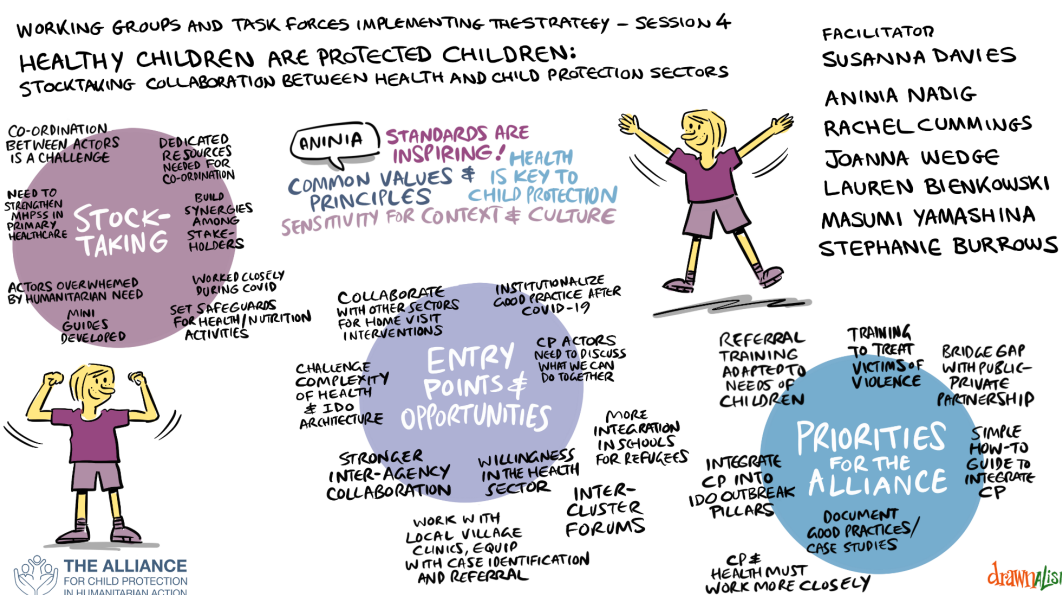 WORKING GROUPS AND TASK FORCES IMPLEMENTING THE STRATEGY – SESSION 4
HEALTHY CHILDREN ARE PROTECTED CHILDREN:
STOCKTAKING COLLABORATION BETWEEN HEALTH AND CHILD PROTECTION SECTORS
FACILITATOR
SUSANNA DAVIES
ANINIA NADIG
RACHEL CUMMINGS
JOANNA WEDGE
LAUREN BIENKOWSKI
MASUMI YAMASHINA
STEPHANIE BURROWS
CO-ORDINATION
BETWEEN ACTORS
IS A CHALLENGE
DEDICATED
RESOURCES
NEEDED FOR
CO-ORDINATION
NEED TO
STRENGTHEN
MHPSS IN
PRIMARY
HEALTHCARE
STOCK-
TAKING
BUILD
SYNERGIES
AMONG
STAKE-
HOLDERS
ACTORS OVERWHEMED
BY HUMANITARIAN NEED
WORKED CLOSELY
DURING COVID
MINI
GUIDES
DEVELOPED
SET SAFEGUARDS
FOR HEALTH/NUTRITION
ACTIVITIES
ANINIA
STANDARDS ARE
INSPIRING!
COMMON VALUES &
PRINCIPLES
HEALTH
IS KEY TO
CHILD PROTECTION
SENSITIVITY FOR CONTEXT & CULTURE
COLLABORATE
WITH OTHER SECTORS
FOR HOME VISIT
INTERVENTIONS
INSTITUTIONALIZE
GOOD PRACTICE AFTER
COVID-19
CHALLENGE
COMPLEXITY
OF HEALTH
& IDO
ARCHITECTURE
ENTRY
POINTS &
OPPORTUNITIES
CP ACTORS
NEED TO DISCUSS
WHAT WE CAN
DO TOGETHER
STRONGER
INTER-AGENCY
COLLABORATION
WILLINGNESS
IN THE HEALTH
SECTOR
MORE
INTEGRATION
IN SCHOOLS
FOR REFUGEES
INTER-
CLUSTER
FORUMS
WORK WITH
LOCAL VILLAGE
CLINICS, EQUIP
WITH CASE IDENTIFICATION
AND REFERRAL
REFERRAL
TRAINING
ADAPTED TO
NEEDS OF
CHILDREN
TRAINING
TO TREAT
VICTIMS OF
VIOLENCE
BRIDGE GAP
WITH PUBLIC-
PRIVATE
PARTNERSHIP
PRIORITIES
FOR THE
ALLIANCE
SIMPLE
HOW-TO
GUIDE TO
INTEGRATE
CP
INTEGRATE
CP INTO
IDO OUTBREAK
PILLARS
DOCUMENT
GOOD PRACTICES/
CASE STUDIES
CP &
HEALTH MUST
WORK MORE CLOSELY
THE ALLIANCE
FOR CHILD PROTECTION
IN HUMANITARIAN ACTION
drawnalis